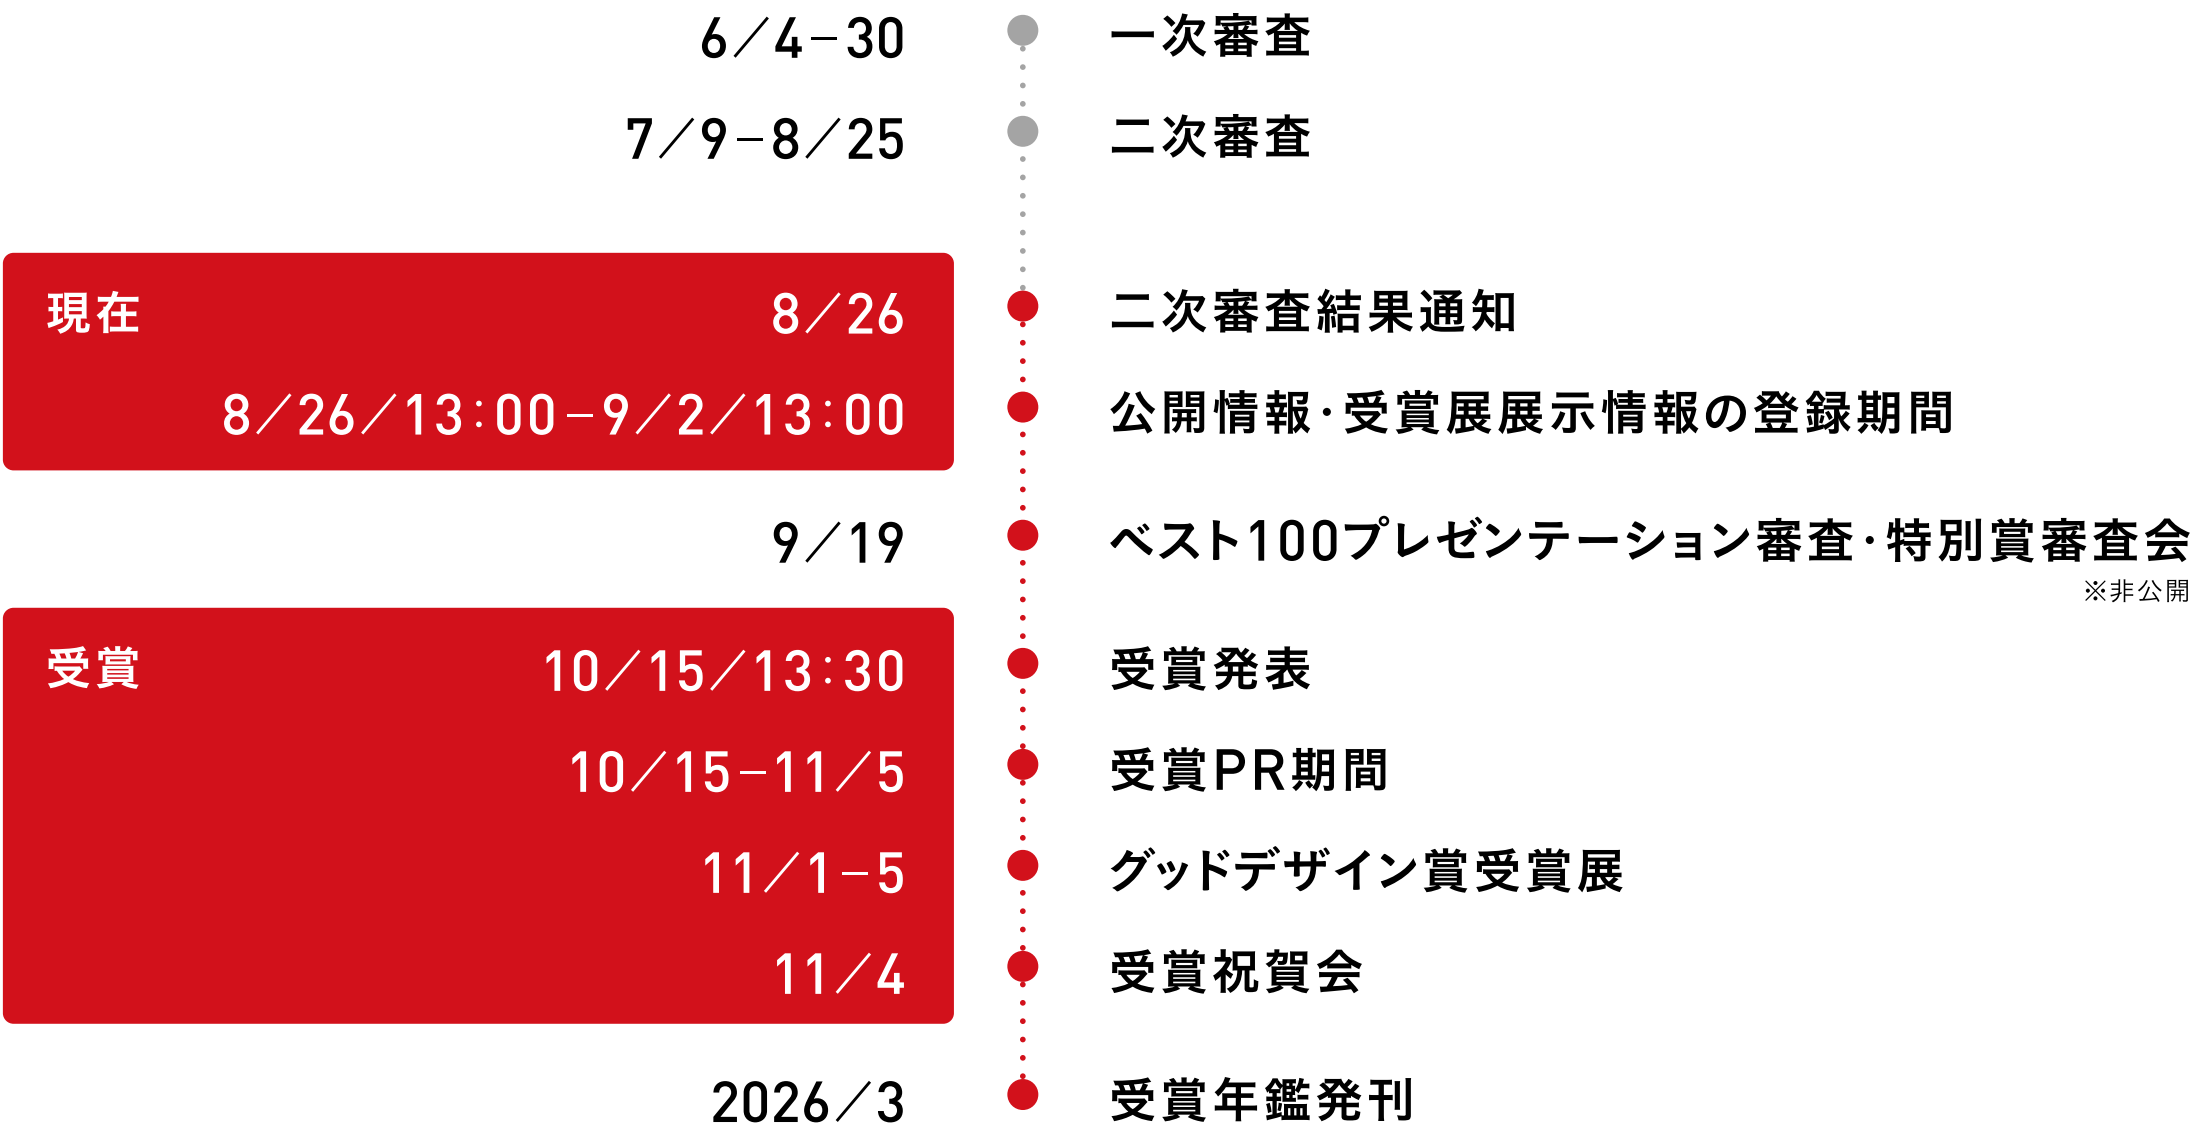 6／4–30 一次審査
7／9–8／25 二次審査
現在 8／26 二次審査結果通知
8／26／13:00–9／2／13:00 公開情報・受賞展展示情報の登録期間
9／19 ベスト100プレゼンテーション審査・特別賞審査会
※非公開
受賞 10／15／13:30 受賞発表
10／15–11／5 受賞PR期間
11／1–5 グッドデザイン賞受賞展
11／4 受賞祝賀会
2026／3 受賞年鑑発刊